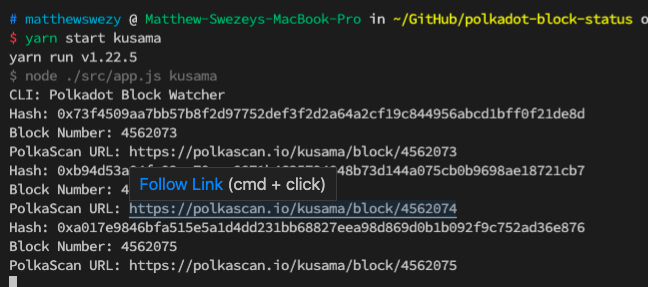 # matthewswezy @ Matthew-Swezeys-MacBook-Pro in ~/GitHub/polkadot-block-status o
$ yarn start kusama
yarn run v1.22.5
$ node ./src/app.js kusama
CLI: Polkadot Block Watcher
Hash: 0x73f4509aa7bb57b8f2d97752def3f2d2a64a2cf19c844956abcd1bff0f21de8d
Block Number: 4562073
PolkaScan URL: https://polkascan.io/kusama/block/4562073
Hash: 0xb94d53a 48b73d144a075cb0b9698ae18721cb7
Follow Link (cmd + click)
Block Number: 4
PolkaScan URL: https://polkascan.io/kusama/block/4562074
Hash: 0xa017e9846bfa515e5a1d4dd231bb68827eea98d869d0b1b092f9c752ad36e876
Block Number: 4562075
PolkaScan URL: https://polkascan.io/kusama/block/4562075